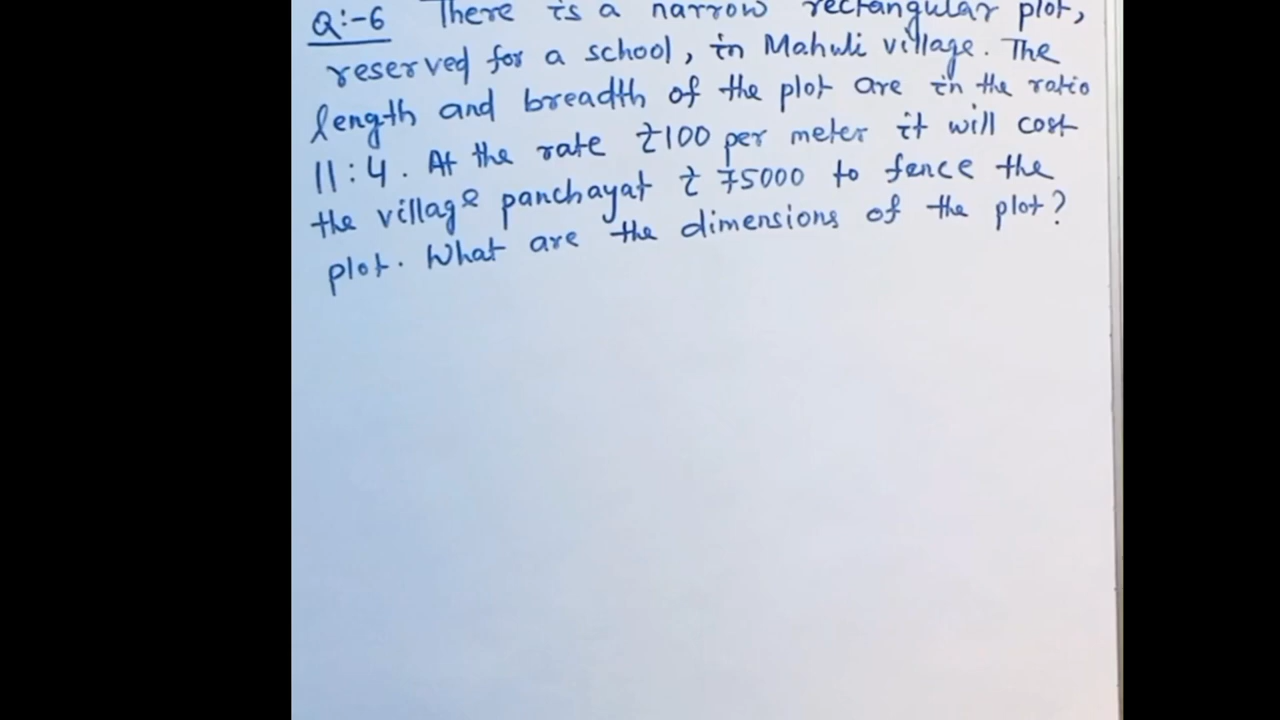 Q:-6 There is a narrow rectangular plot,
reserved for a school, in Mahuli village. The
length and breadth of the plot are in the ratio
11:4. At the rate ₹100 per meter it will cost
the village panchayat ₹ 75000 to fence the
plot. What are the dimensions of the plot?